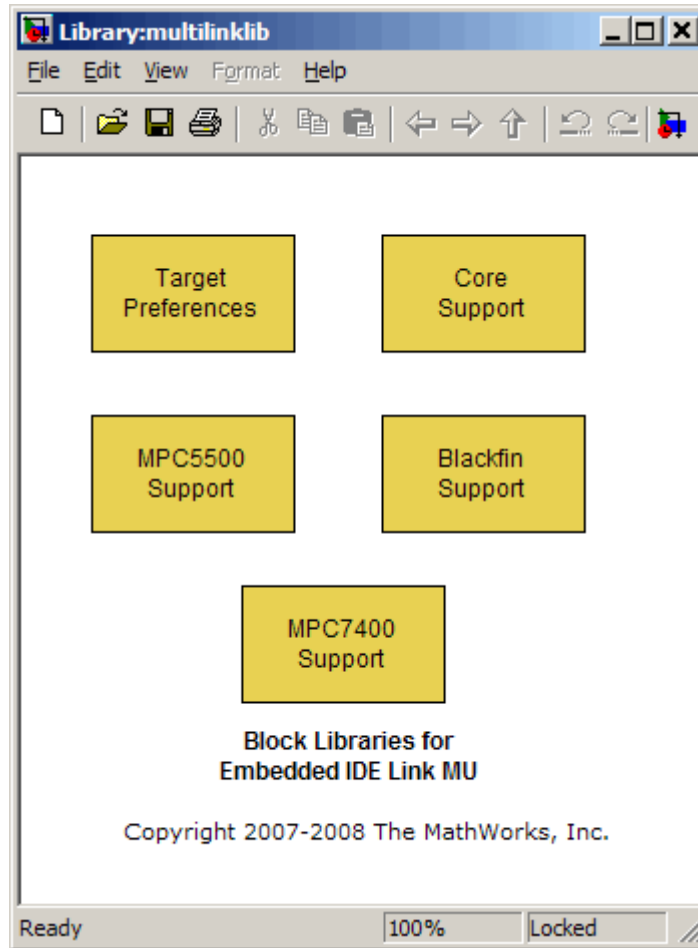 Library:multilinklib
File Edit View Format Help
Target
Preferences
Core
Support
MPC5500
Support
Blackfin
Support
MPC7400
Support
Block Libraries for
Embedded IDE Link MU
Copyright 2007-2008 The MathWorks, Inc.
Ready 100% Locked